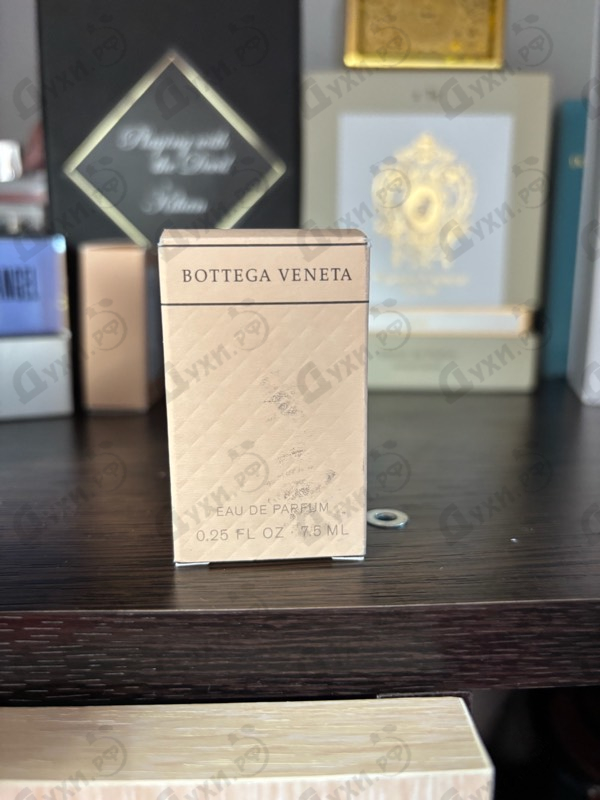 Playing with
the Devil
Kilian
ANGEL
BOTTEGA VENETA
EAU DE PARFUM
0.25 FL OZ · 7.5 ML
Духи.рф